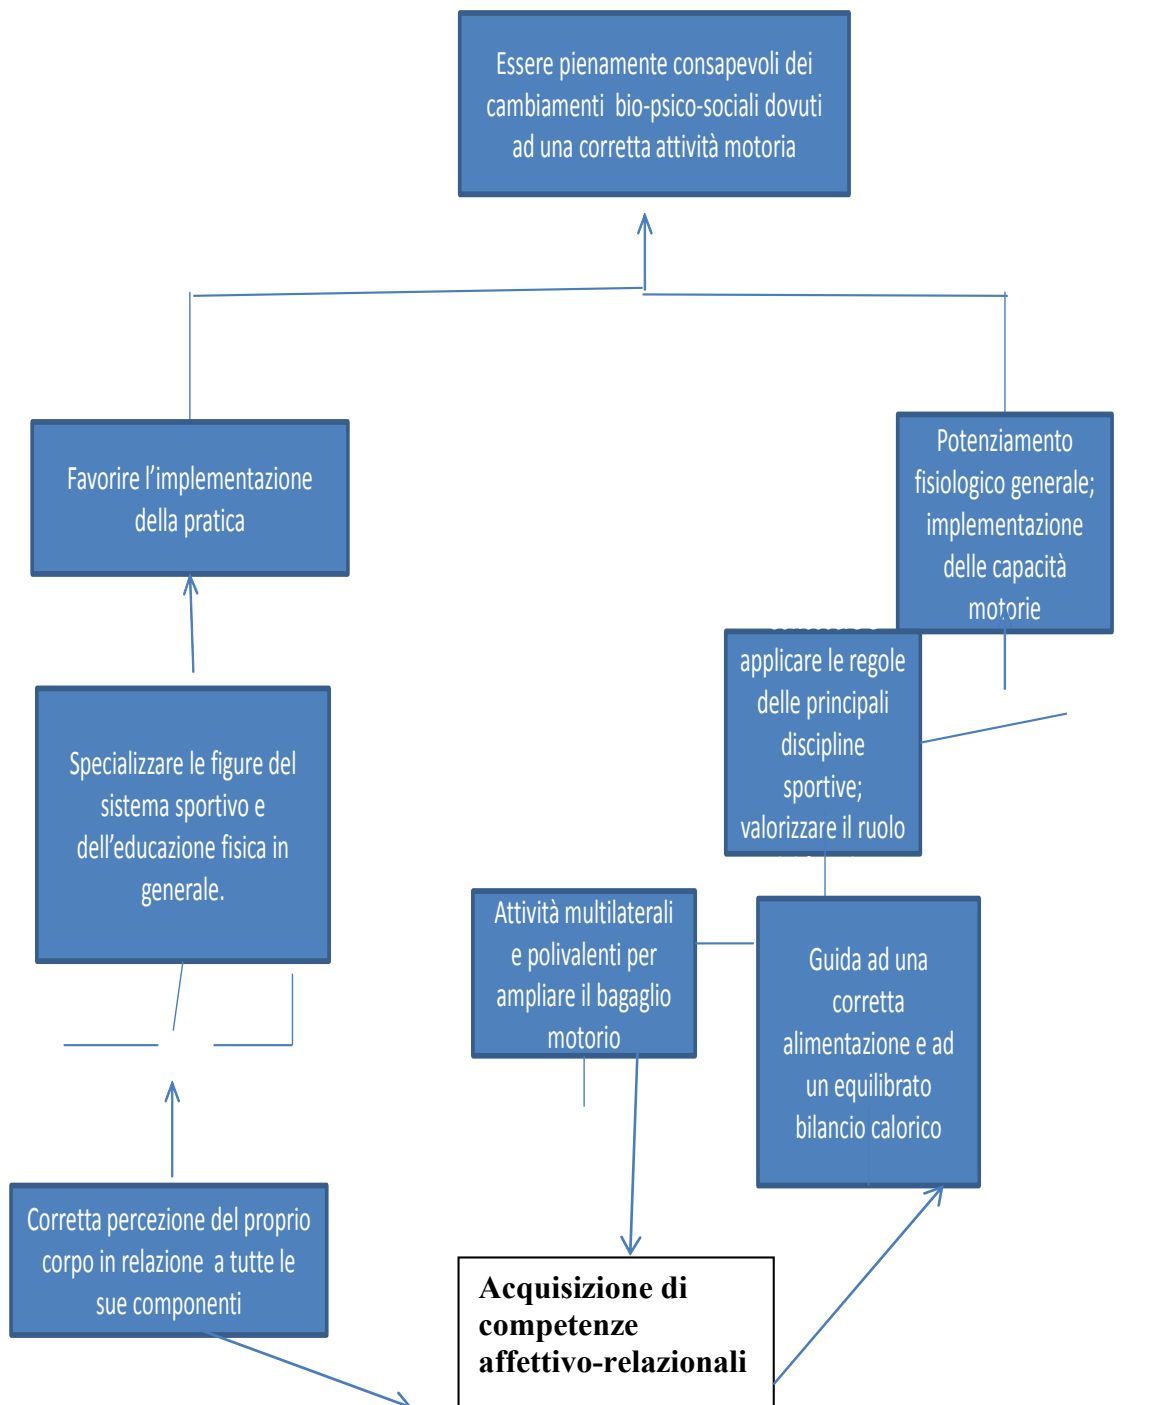 Essere pienamente consapevoli dei
cambiamenti  bio-psico-sociali dovuti
ad una corretta attività motoria
Favorire l’implementazione
della pratica
Potenziamento
fisiologico generale;
implementazione
delle capacità
motorie
applicare le regole
delle principali
discipline
sportive;
valorizzare il ruolo
Specializzare le figure del
sistema sportivo e
dell’educazione fisica in
generale.
Attività multilaterali
e polivalenti per
ampliare il bagaglio
motorio
Guida ad una
corretta
alimentazione e ad
un equilibrato
bilancio calorico
Corretta percezione del proprio
corpo in relazione  a tutte le
sue componenti
Acquisizione di
competenze
affettivo-relazionali